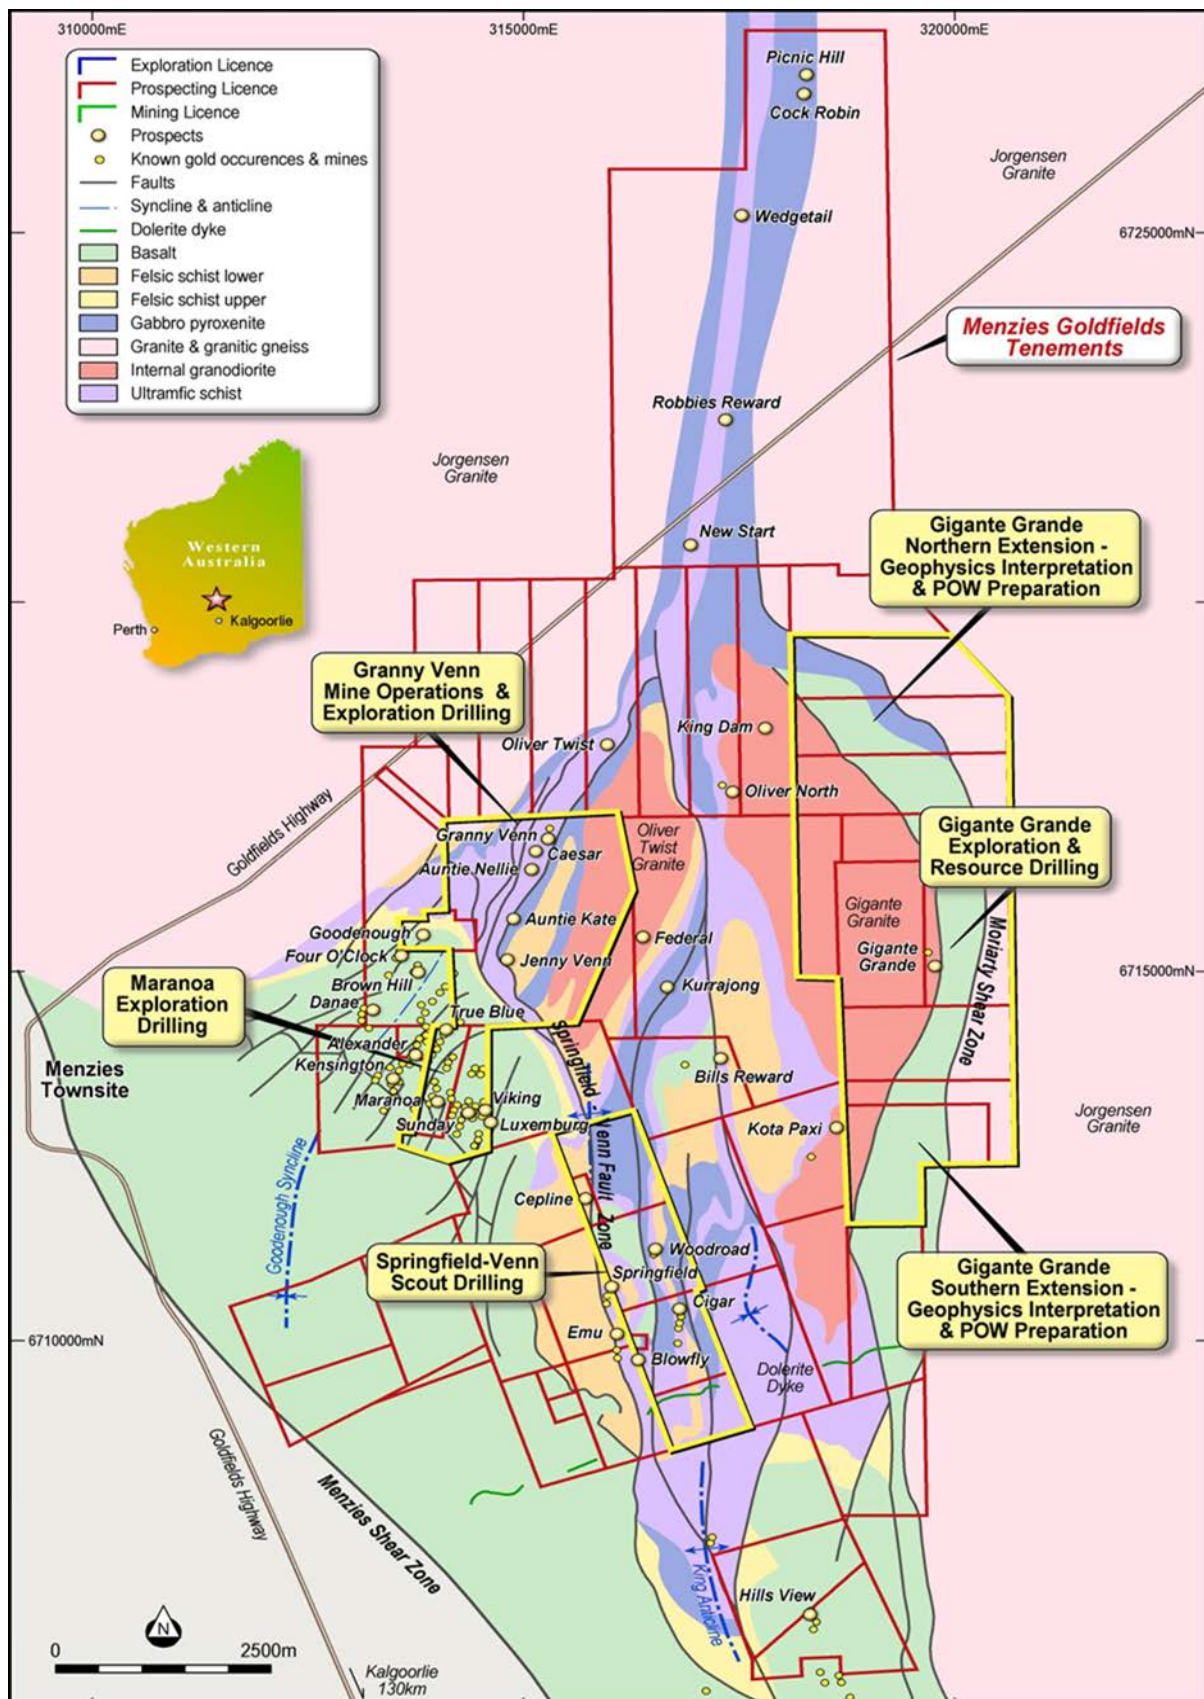 310000mE
315000mE
320000mE
Exploration Licence
Prospecting Licence
Mining Licence
Prospects
Known gold occurences & mines
Faults
Syncline & anticline
Dolerite dyke
Basalt
Felsic schist lower
Felsic schist upper
Gabbro pyroxenite
Granite & granitic gneiss
Internal granodiorite
Ultramfic schist
Picnic Hill
Cock Robin
Jorgensen
Granite
Wedgetail
6725000mN
Menzies Goldfields
Tenements
Robbies Reward
Jorgensen
Granite
Western
Australia
Perth
Kalgoorlie
New Start
Gigante Grande
Northern Extension -
Geophysics Interpretation
& POW Preparation
Granny Venn
Mine Operations &
Exploration Drilling
King Dam
Oliver Twist
Oliver North
Goldfields Highway
Granny Venn
Caesar
Auntie Nellie
Oliver
Twist
Granite
Gigante Grande
Exploration &
Resource Drilling
Gigante
Granite
Auntie Kate
Goodenough
Federal
Gigante
Grande
Four O'Clock
Jenny Venn
Brown Hill
Kurrajong
6715000mN
Moriarty Shear Zone
Maranoa
Exploration
Drilling
Danae
True Blue
Alexander
Kensington
Menzies
Townsite
Springfield - Venn Fault Zone
Bills Reward
Maranoa
Viking
Sunday
Luxemburg
Kota Paxi
Jorgensen
Granite
Goodenough Syncline
Cepline
Woodroad
Springfield-Venn
Scout Drilling
Springfield
Cigar
Gigante Grande
Southern Extension -
Geophysics Interpretation
& POW Preparation
6710000mN
Emu
Blowfly
Dolerite
Dyke
Goldfields Highway
Menzies Shear Zone
King Anticline
Hills View
N
0
2500m
Kalgoorlie
130km